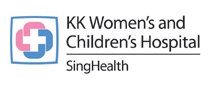 KK Women's and
Children's Hospital
SingHealth